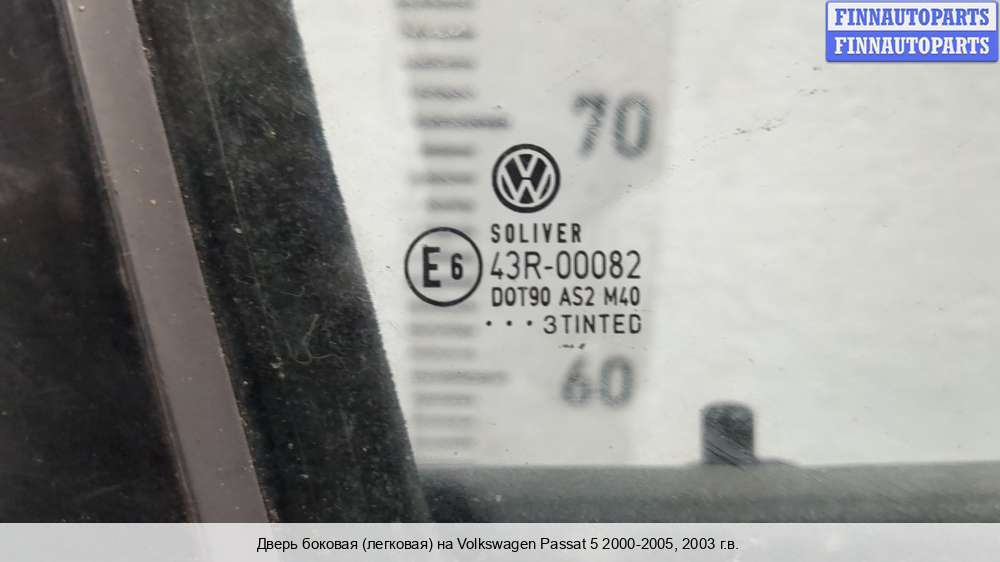 FINNAUTOPARTS
FINNAUTOPARTS
70
SOLIVER
E6 43R-00082
DOT90 AS2 M40
···3TINTED
60
Дверь боковая (легковая) на Volkswagen Passat 5 2000-2005, 2003 г.в.